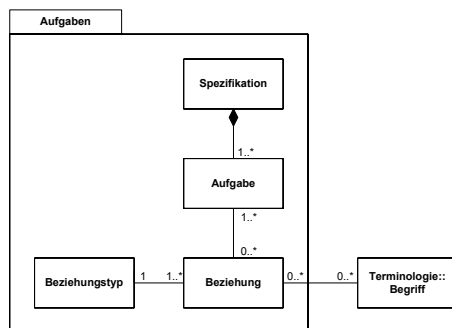 Aufgaben
Spezifikation
1..*
Aufgabe
1..*
0..*
Beziehungstyp
1
1..*
Beziehung
0..*
0..*
Terminologie::
Begriff